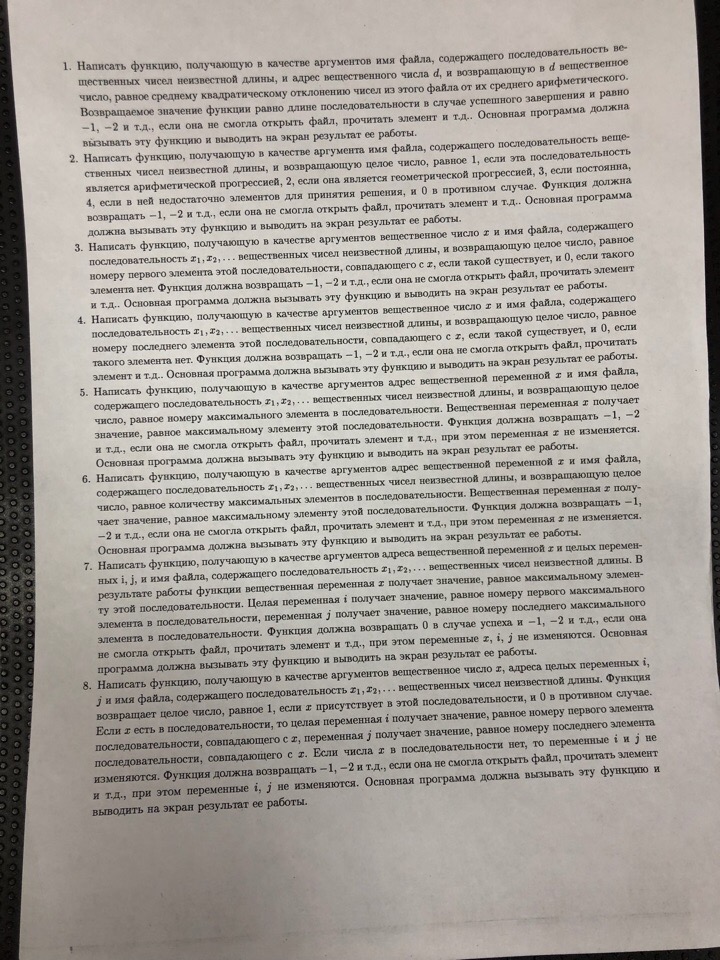 1. Написать функцию, получающую в качестве аргументов имя файла, содержащего последовательность ве-
щественных чисел неизвестной длины, и адрес вещественного числа d, и возвращающую в d вещественное
число, равное среднему квадратическому отклонению чисел из этого файла от их среднего арифметического.
Возвращаемое значение функции равно длине последовательности в случае успешного завершения и равно
−1, −2 и т.д., если она не смогла открыть файл, прочитать элемент и т.д.. Основная программа должна
вызывать эту функцию и выводить на экран результат ее работы.
2. Написать функцию, получающую в качестве аргумента имя файла, содержащего последовательность веще-
ственных чисел неизвестной длины, и возвращающую целое число, равное 1, если эта последовательность
является арифметической прогрессией, 2, если она является геометрической прогрессией, 3, если постоянна,
4, если в ней недостаточно элементов для принятия решения, и 0 в противном случае. Функция должна
возвращать −1, −2 и т.д., если она не смогла открыть файл, прочитать элемент и т.д.. Основная программа
должна вызывать эту функцию и выводить на экран результат ее работы.
3. Написать функцию, получающую в качестве аргументов вещественное число x и имя файла, содержащего
последовательность x₁, x₂, . . . вещественных чисел неизвестной длины, и возвращающую целое число, равное
номеру первого элемента этой последовательности, совпадающего с x, если такой существует, и 0, если такого
элемента нет. Функция должна возвращать −1, −2 и т.д., если она не смогла открыть файл, прочитать элемент
и т.д.. Основная программа должна вызывать эту функцию и выводить на экран результат ее работы.
4. Написать функцию, получающую в качестве аргументов вещественное число x и имя файла, содержащего
последовательность x₁, x₂, . . . вещественных чисел неизвестной длины, и возвращающую целое число, равное
номеру последнего элемента этой последовательности, совпадающего с x, если такой существует, и 0, если
такого элемента нет. Функция должна возвращать −1, −2 и т.д., если она не смогла открыть файл, прочитать
элемент и т.д.. Основная программа должна вызывать эту функцию и выводить на экран результат ее работы.
5. Написать функцию, получающую в качестве аргументов адрес вещественной переменной x и имя файла,
содержащего последовательность x₁, x₂, . . . вещественных чисел неизвестной длины, и возвращающую целое
число, равное номеру максимального элемента в последовательности. Вещественная переменная x получает
значение, равное максимальному элементу этой последовательности. Функция должна возвращать −1, −2
и т.д., если она не смогла открыть файл, прочитать элемент и т.д., при этом переменная x не изменяется.
Основная программа должна вызывать эту функцию и выводить на экран результат ее работы.
6. Написать функцию, получающую в качестве аргументов адрес вещественной переменной x и имя файла,
содержащего последовательность x₁, x₂, . . . вещественных чисел неизвестной длины, и возвращающую целое
число, равное количеству максимальных элементов в последовательности. Вещественная переменная x полу-
чает значение, равное максимальному элементу этой последовательности. Функция должна возвращать −1,
−2 и т.д., если она не смогла открыть файл, прочитать элемент и т.д., при этом переменная x не изменяется.
Основная программа должна вызывать эту функцию и выводить на экран результат ее работы.
7. Написать функцию, получающую в качестве аргументов адреса вещественной переменной x и целых перемен-
ных i, j, и имя файла, содержащего последовательность x₁, x₂, . . . вещественных чисел неизвестной длины. В
результате работы функции вещественная переменная x получает значение, равное максимальному элемен-
ту этой последовательности. Целая переменная i получает значение, равное номеру первого максимального
элемента в последовательности, переменная j получает значение, равное номеру последнего максимального
элемента в последовательности. Функция должна возвращать 0 в случае успеха и −1, −2 и т.д., если она
не смогла открыть файл, прочитать элемент и т.д., при этом переменные x, i, j не изменяются. Основная
программа должна вызывать эту функцию и выводить на экран результат ее работы.
8. Написать функцию, получающую в качестве аргументов вещественное число x, адреса целых переменных i,
j и имя файла, содержащего последовательность x₁, x₂, . . . вещественных чисел неизвестной длины. Функция
возвращает целое число, равное 1, если x присутствует в этой последовательности, и 0 в противном случае.
Если x есть в последовательности, то целая переменная i получает значение, равное номеру первого элемента
последовательности, совпадающего с x, переменная j получает значение, равное номеру последнего элемента
последовательности, совпадающего с x. Если числа x в последовательности нет, то переменные i и j не
изменяются. Функция должна возвращать −1, −2 и т.д., если она не смогла открыть файл, прочитать элемент
и т.д., при этом переменные i, j не изменяются. Основная программа должна вызывать эту функцию и
выводить на экран результат ее работы.